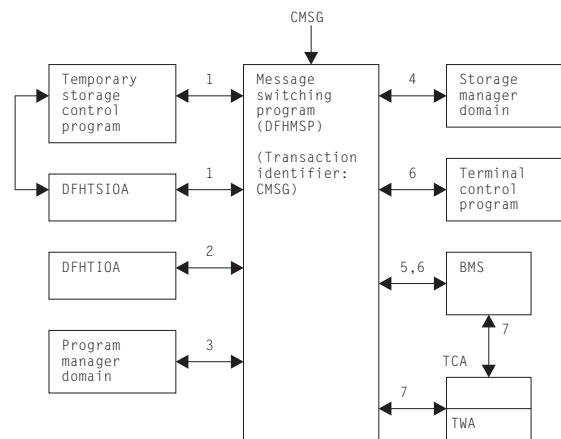 CMSG
Temporary
storage
control
program
1
Message
switching
program
(DFHMSP)
(Transaction
identifier:
CMSG)
4
Storage
manager
domain
DFHTSIOA
1
6
Terminal
control
program
DFHTIOA
2
5,6
BMS
Program
manager
domain
3
7
TCA
7
TWA